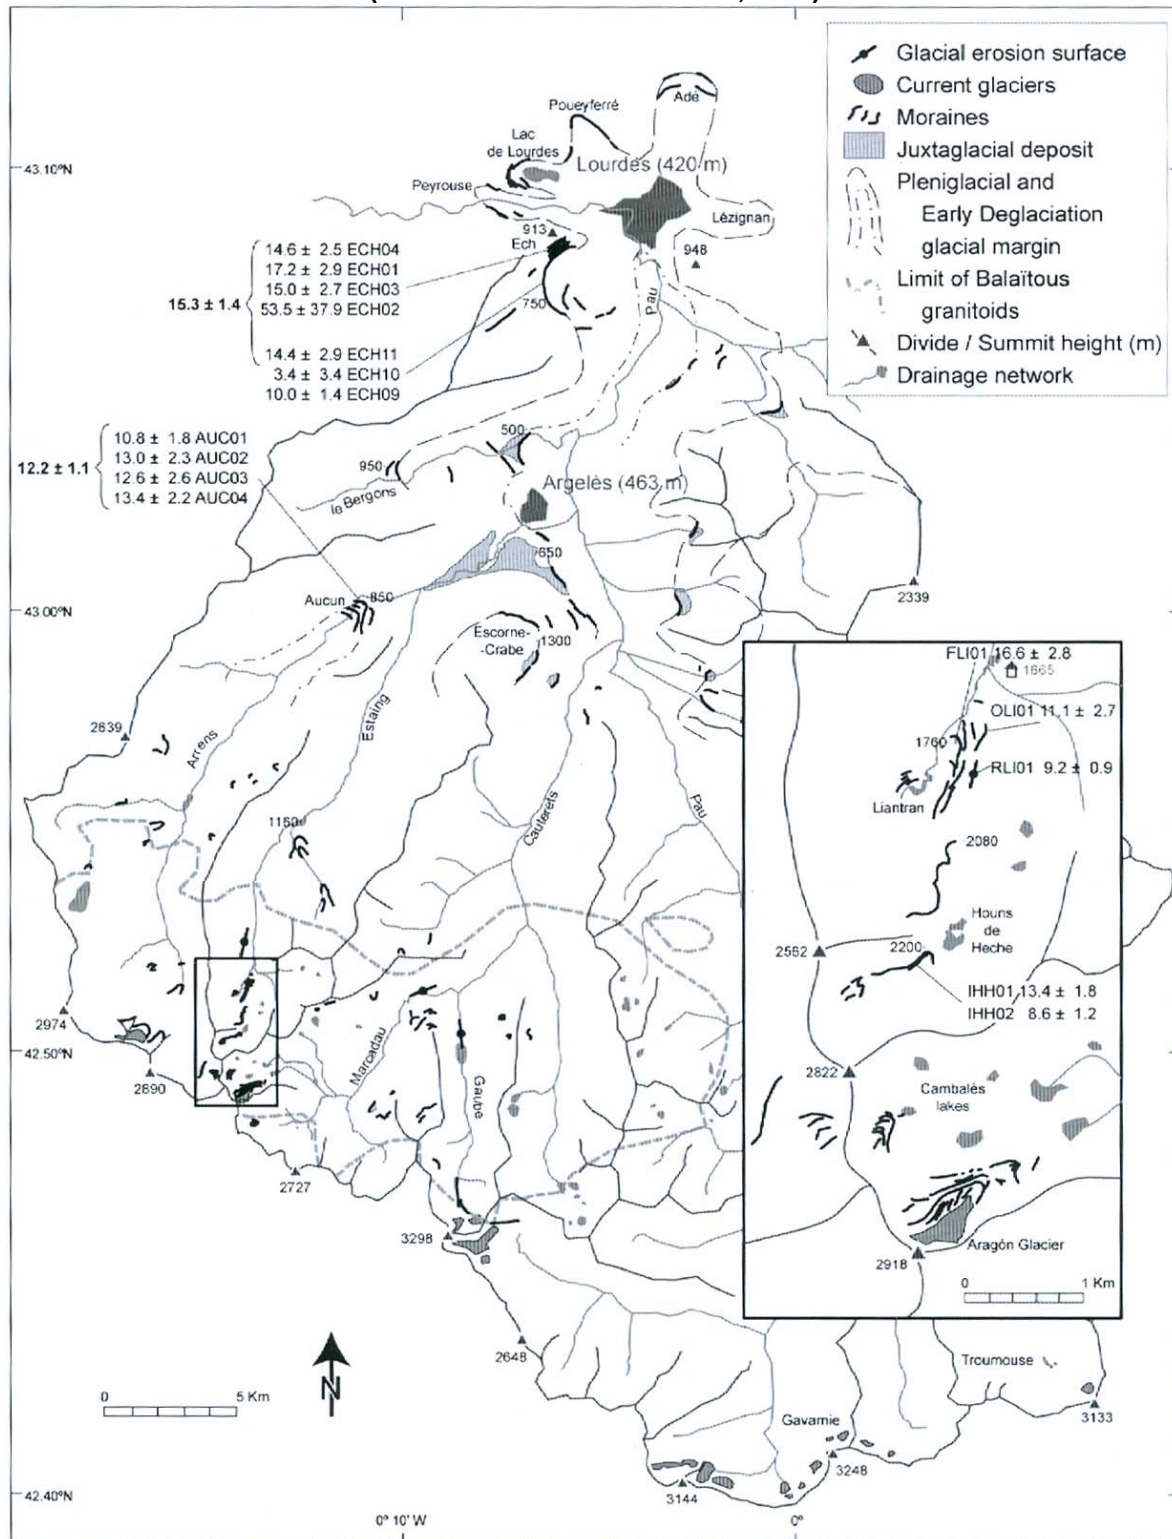 Glacial erosion surface
Current glaciers
Moraines
Juxtaglacial deposit
Pleniglacial and
Early Deglaciation
glacial margin
Limit of Balaïtous
granitoids
Divide / Summit height (m)
Drainage network
Adé
Poueyferré
Lac
de Lourdes
Lourdes (420 m)
43.10ºN
Peyrouse
Lézignan
913
Ech
948
14.6 ± 2.5 ECH04
17.2 ± 2.9 ECH01
15.0 ± 2.7 ECH03
53.5 ± 37.9 ECH02
15.3 ± 1.4
14.4 ± 2.9 ECH11
3.4 ± 3.4 ECH10
10.0 ± 1.4 ECH09
750
Pau
10.8 ± 1.8 AUC01
13.0 ± 2.3 AUC02
12.6 ± 2.6 AUC03
13.4 ± 2.2 AUC04
12.2 ± 1.1
500
950
le Bergons
Argelès (463 m)
650
850
Aucun
43.00ºN
2339
Escorne-
-Crabe
1300
Estaing
Arrens
2639
Cauterets
Pau
1160
2974
42.50ºN
2890
Marcadau
Gaube
2727
3298
2648
FLI01 16.6 ± 2.8
1665
OLI01 11.1 ± 2.7
1760
RLI01 9.2 ± 0.9
Liantran
2080
Houns
de
Heche
2562
2200
IHH01 13.4 ± 1.8
IHH02 8.6 ± 1.2
2822
Cambalès
lakes
Aragón Glacier
2918
0 1 Km
Troumouse
3133
Gavarnie
3248
3144
N
0 5 Km
42.40ºN
0º 10' W
0º